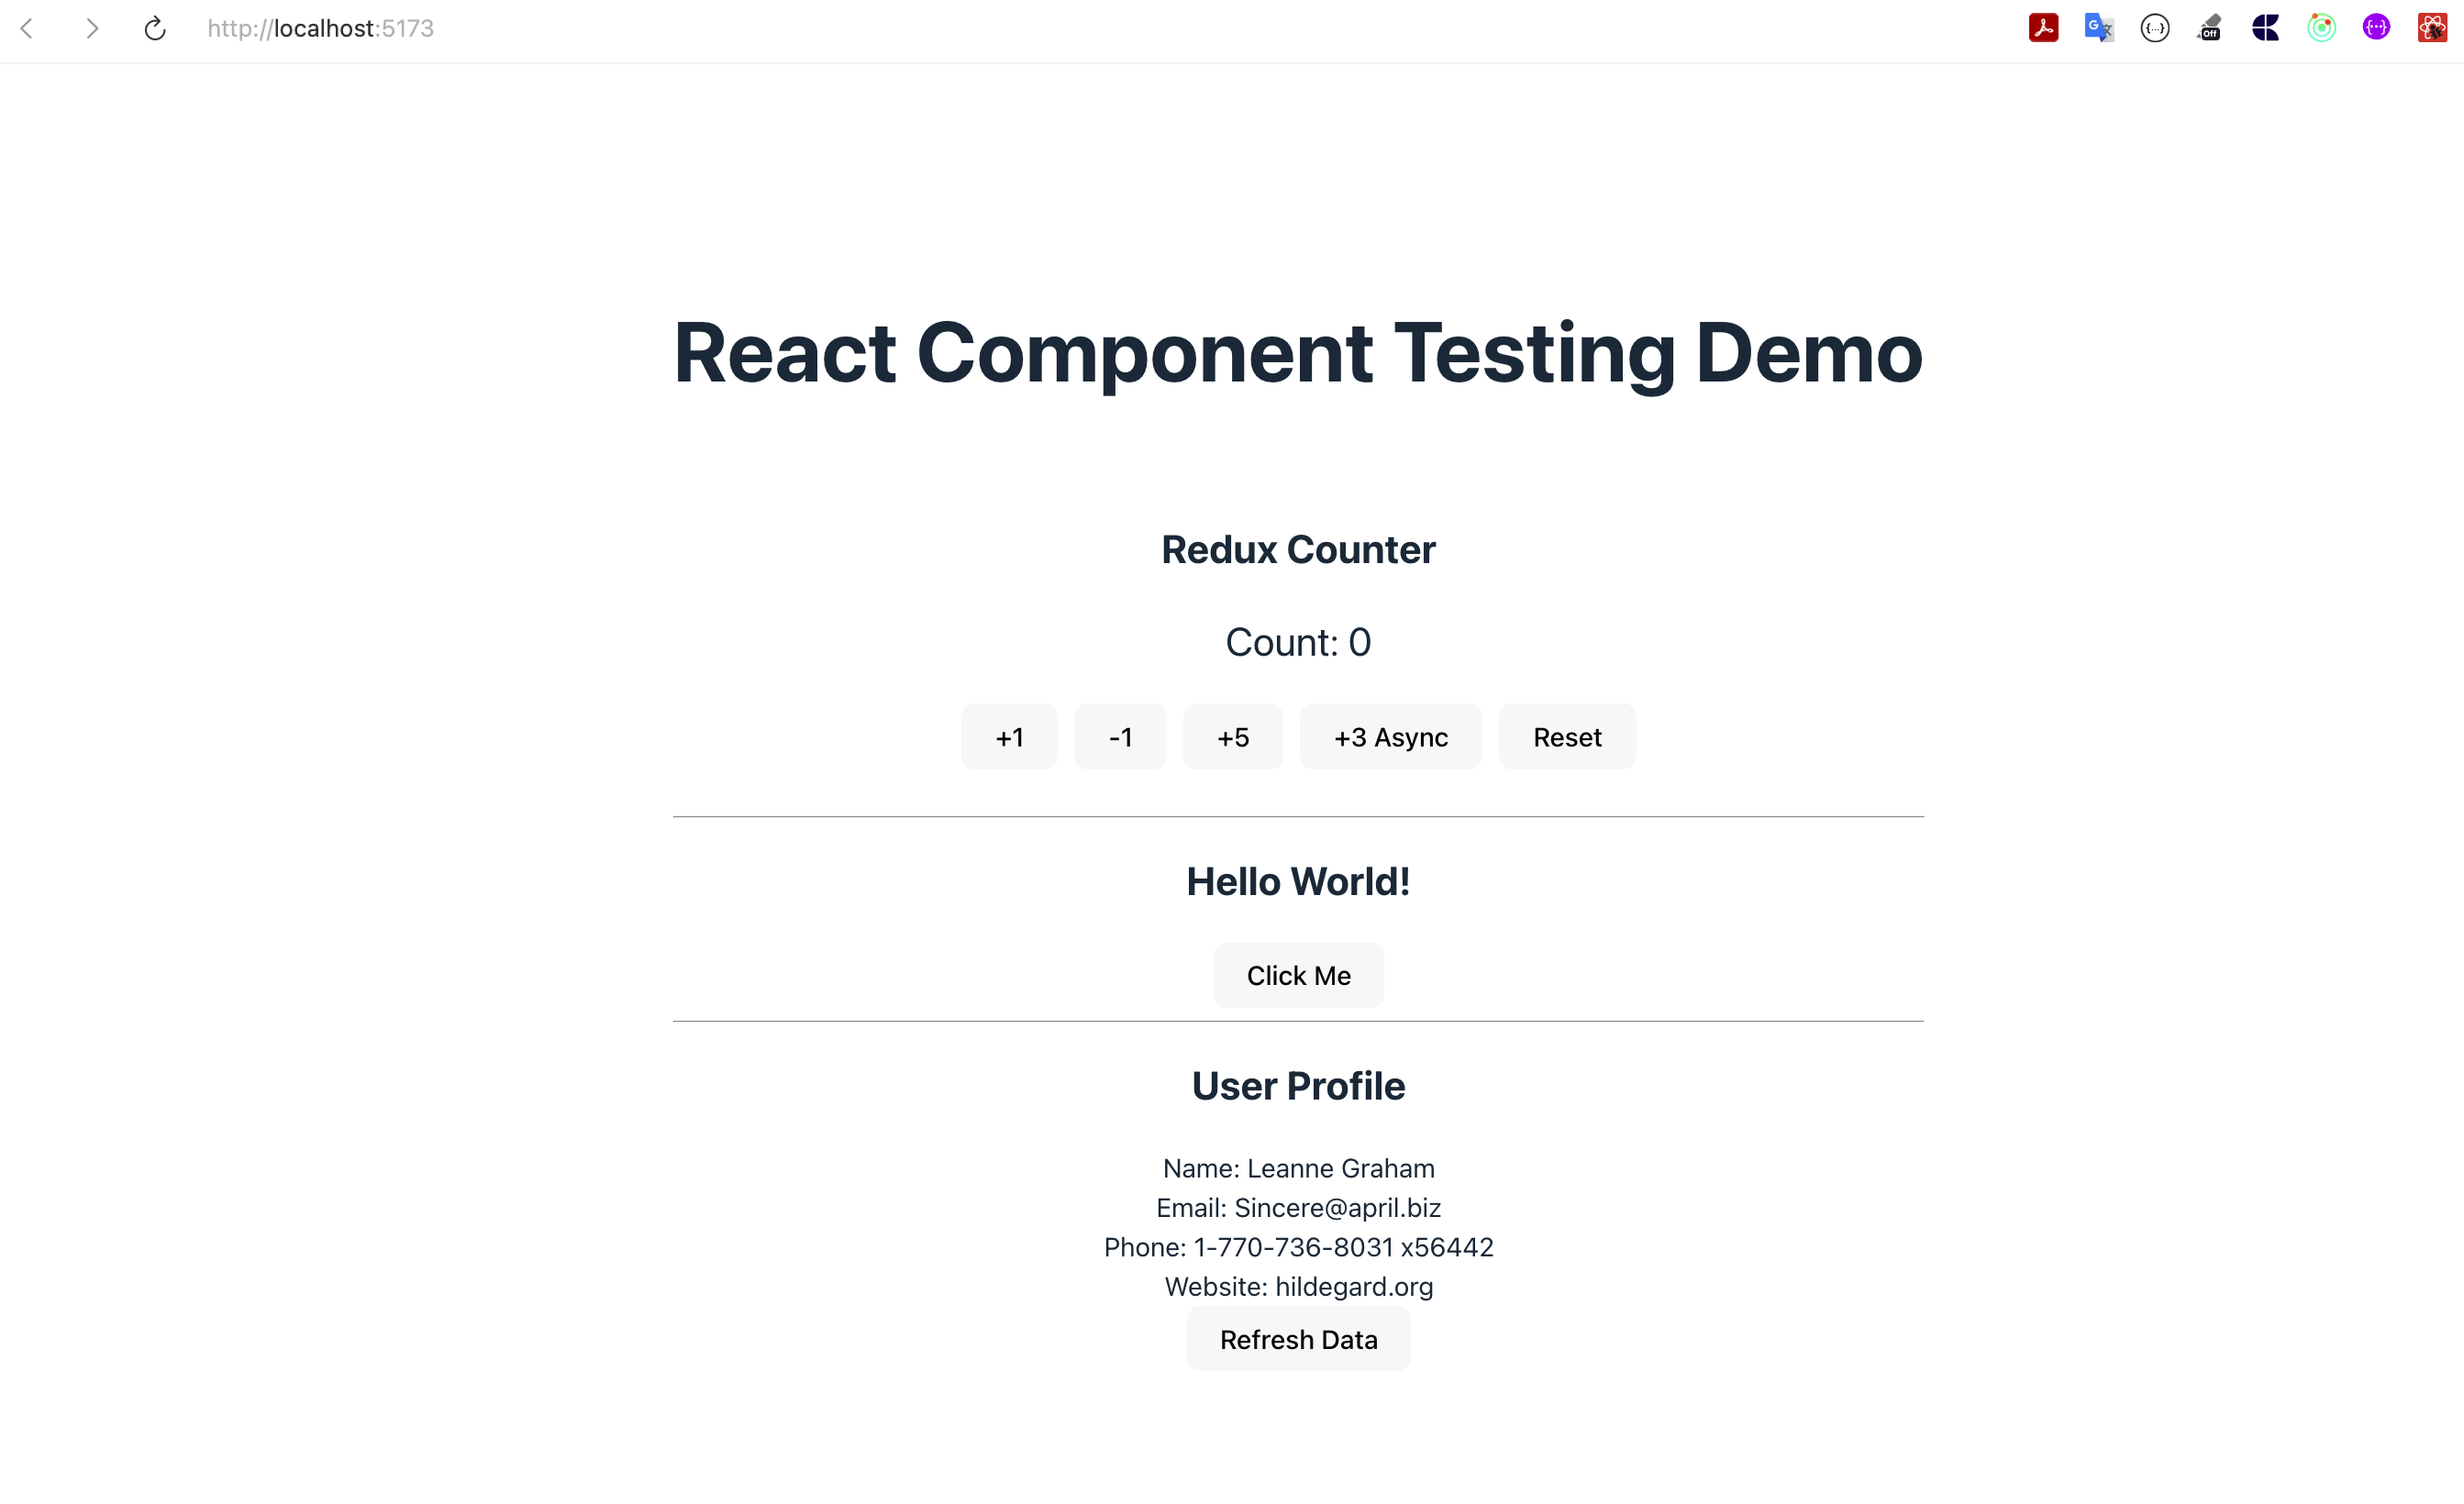 http://localhost:5173
Off
React Component Testing Demo
Redux Counter
Count: 0
+1 -1 +5 +3 Async Reset
Hello World!
Click Me
User Profile
Name: Leanne Graham
Email: Sincere@april.biz
Phone: 1-770-736-8031 x56442
Website: hildegard.org
Refresh Data